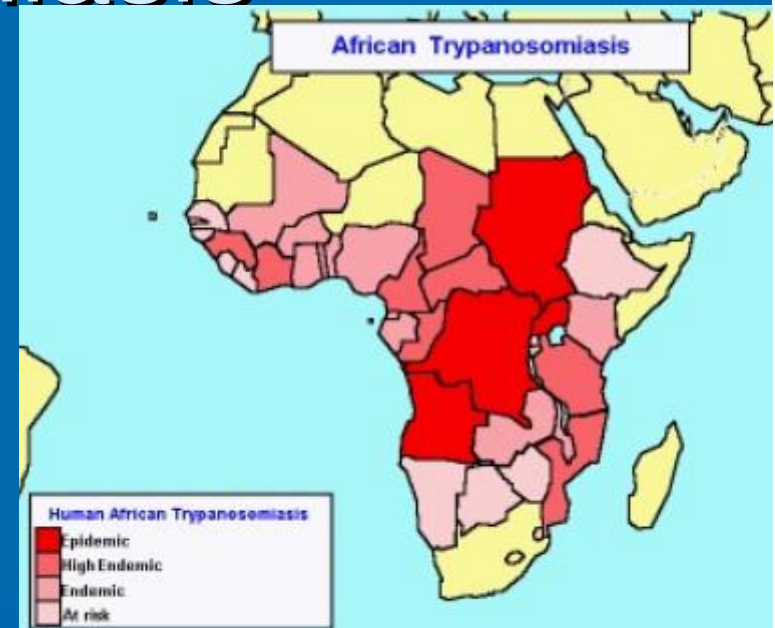 African Trypanosomiasis
Human African Trypanosomiasis
Epidemic
High Endemic
Endemic
At risk